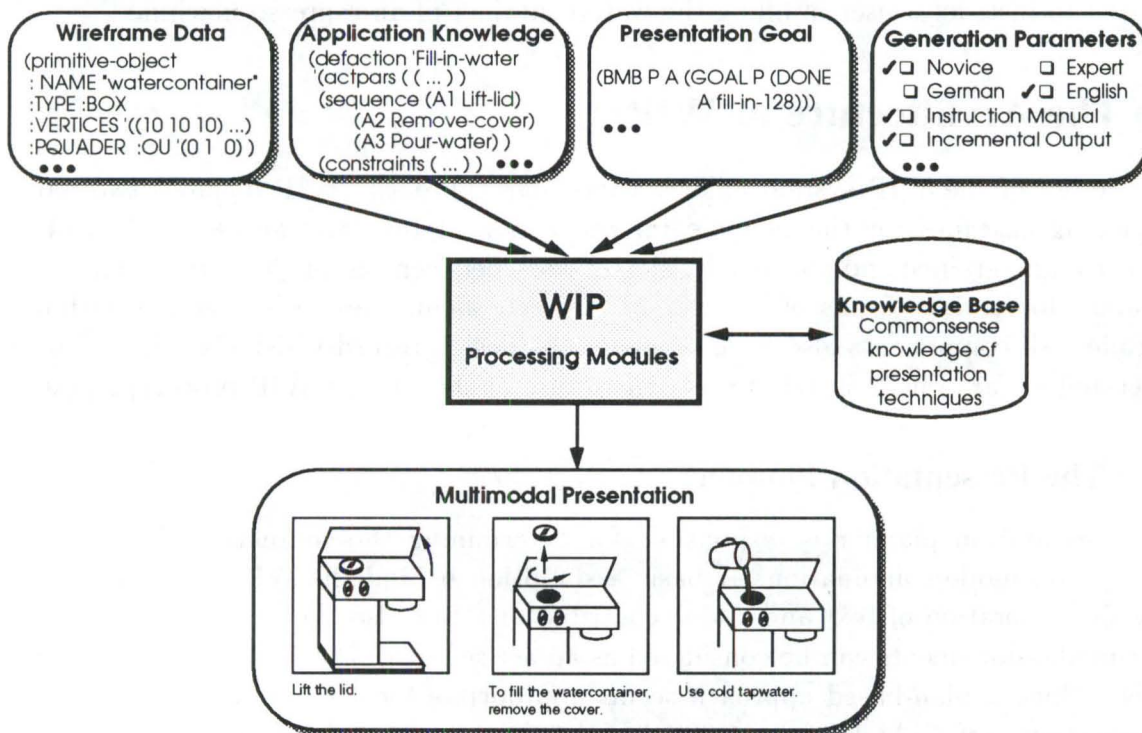 Wireframe Data
(primitive-object
: NAME "watercontainer"
:TYPE :BOX
:VERTICES '((10 10 10) ...)
:PQUADER :OU '(0 1 0) )
•••
Application Knowledge
(defaction 'Fill-in-water
'(actpars ( ( ... ) )
(sequence (A1 Lift-lid)
(A2 Remove-cover)
(A3 Pour-water) )
(constraints ( ... ) ) •••
Presentation Goal
(BMB P A (GOAL P (DONE
A fill-in-128)))
•••
Generation Parameters
✓❑ Novice ❑ Expert
❑ German ✓❑ English
✓❑ Instruction Manual
✓❑ Incremental Output
•••
WIP
Processing Modules
Knowledge Base
Commonsense
knowledge of
presentation
techniques
Multimodal Presentation
Lift the lid.
To fill the watercontainer,
remove the cover.
Use cold tapwater.